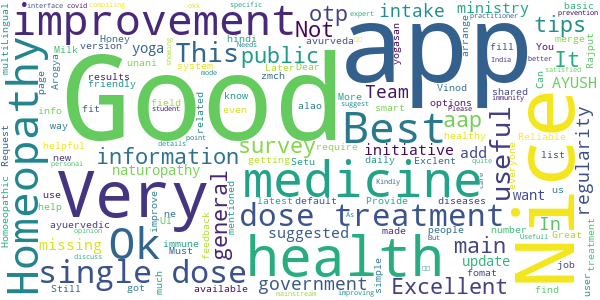 Good
app
Very
Nice
health
medicine
improvement
Homeopathy
Best
Ok
single dose
dose treatment
Excellent
This
public
Not
otp
intake
ministry
tips
It
AYUSH
Team
aap
initiative
add
useful
regularity
survey
information
naturopathy
general
missing
main
update
want
In
government
suggested
multiLingual
Milk
Honey
version
yoga
hindi
unani
Arogya
page
results
friendly
system
zmch
Later
Dear
ayurveda
arrange
fill
merge
You
Can
Rajput
Vinod
More
options
shared
smart
healthy
Reliable
everyone
list
us
info
fit
know
even
field
student
related
alao
getting
Setu
require
daily
Exclent
way
helpful
Request
Homoeopathic
new
use
help
ayuervedic
Still
got
much
improve
Must
available
ne
UI
immune
feedback
mentioned
latest
default
diseases
As
made
Provide
people
number
But
simple
fomat
Kindly
quite
care
job
find
Great
Usefull
user
treatment
interface
covid
compiling
specific
expert
practitioner
India
better
satisfied
immunity
Please
suggest
mode
details
point
Needs
yogasan
basic
prevention
personal
opinion
discuss
mainstream
improving